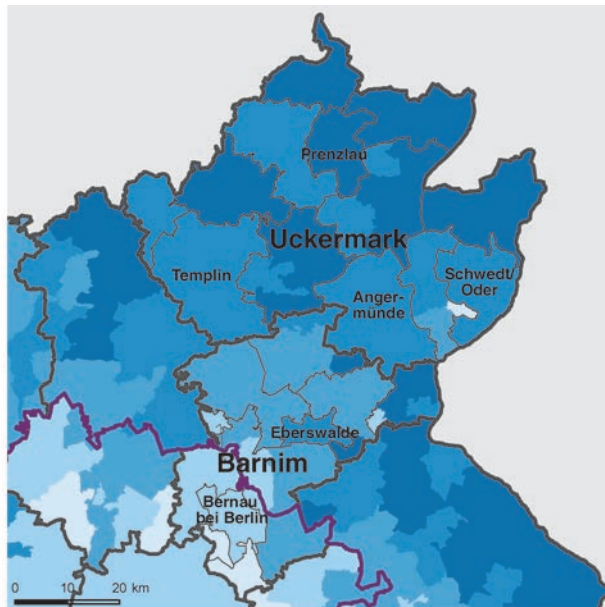 Prenzlau
Uckermark
Templin
Schwedt/
Oder
Anger-
münde
Eberswalde
Barnim
Bernau
bei Berlin
0 10 20 km